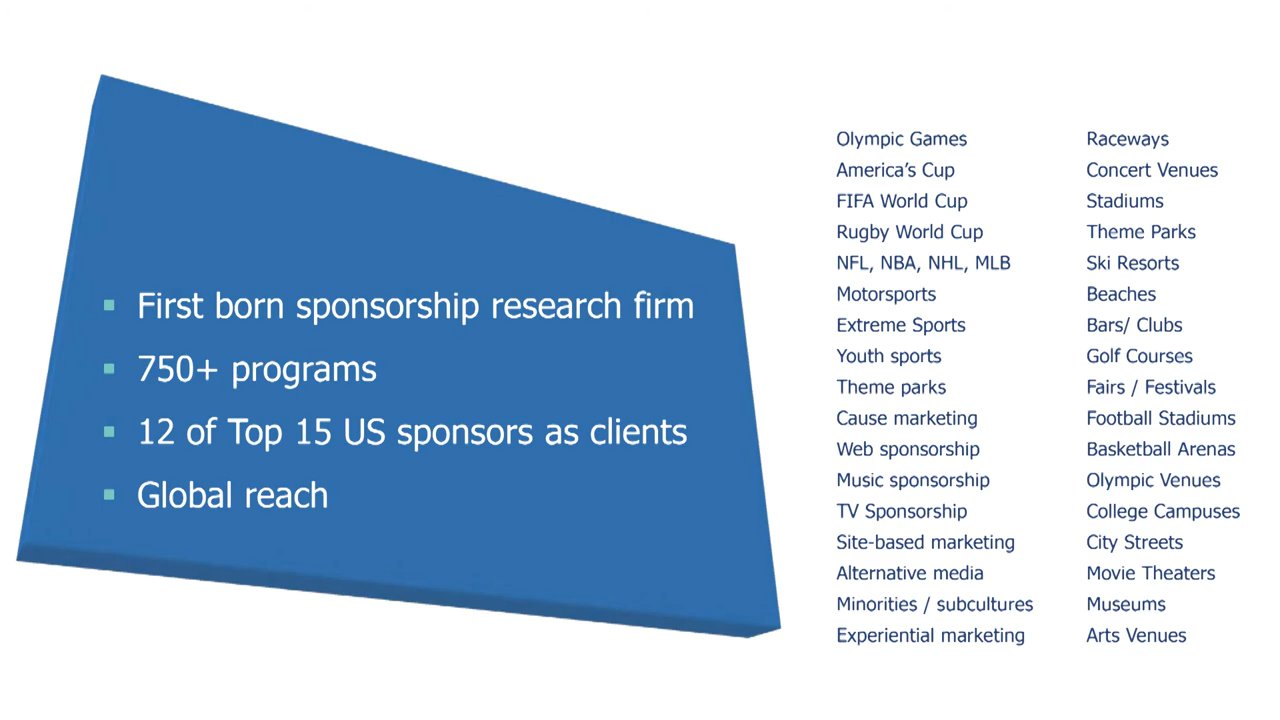 First born sponsorship research firm
750+ programs
12 of Top 15 US sponsors as clients
Global reach
Olympic Games
America’s Cup
FIFA World Cup
Rugby World Cup
NFL, NBA, NHL, MLB
Motorsports
Extreme Sports
Youth sports
Theme parks
Cause marketing
Web sponsorship
Music sponsorship
TV Sponsorship
Site-based marketing
Alternative media
Minorities / subcultures
Experiential marketing
Raceways
Concert Venues
Stadiums
Theme Parks
Ski Resorts
Beaches
Bars/ Clubs
Golf Courses
Fairs / Festivals
Football Stadiums
Basketball Arenas
Olympic Venues
College Campuses
City Streets
Movie Theaters
Museums
Arts Venues